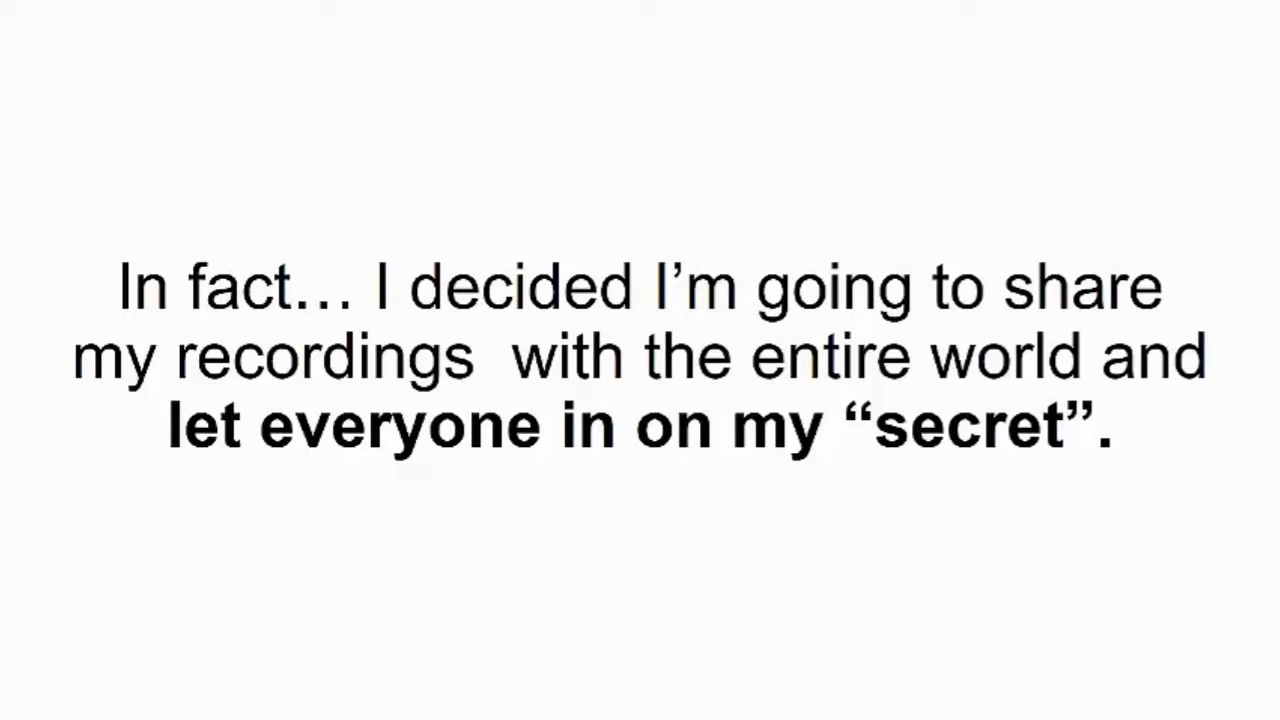 In fact… I decided I’m going to share
my recordings  with the entire world and
let everyone in on my “secret”.